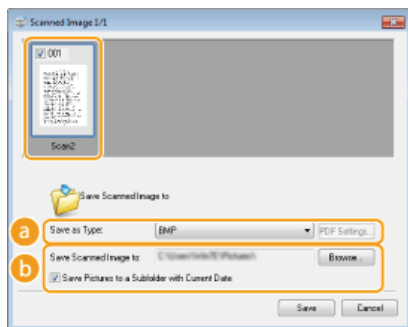 Scanned Image 1/1
001
Scan2
Save Scanned Image to
a
Save as Type:
BMP
PDF Settings...
b
Save Scanned Image to:
Browse...
Save Pictures to a Subfolder with Current Date
Save
Cancel